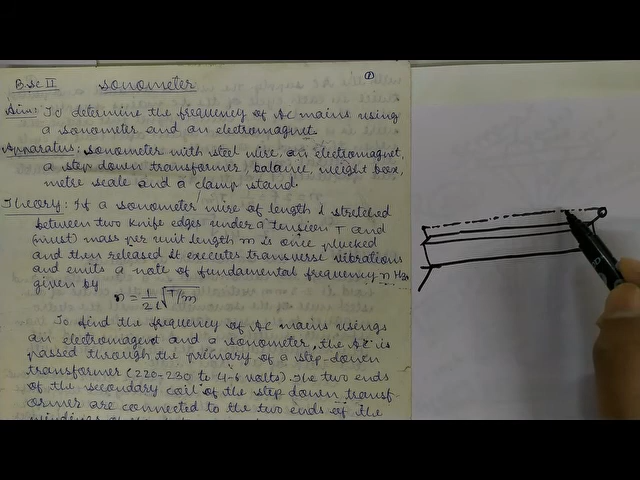 B.Sc II Sonometer ①
Aim: To determine the frequency of AC mains using
a sonometer and an electromagnet.
Apparatus: sonometer with steel wire, an electromagnet,
a step down transformer, balance, weight box,
metre scale and a clamp stand.
Theory: If a sonometer wire of length l stretched
between two knife edges under a tension T and
(must) mass per unit length m is once plucked
and then released it executes transverse vibrations
and emits a note of fundamental frequency n Hz
given by
n = 1/2l √T/m
To find the frequency of AC mains usings
an electromagnet and a sonometer, the AC is
passed through the primary of a step-down
transformer (220-230 to 4-6 volts). The two ends
of the secondary coil of the step down transf-
ormer are connected to the two ends of the
windings of